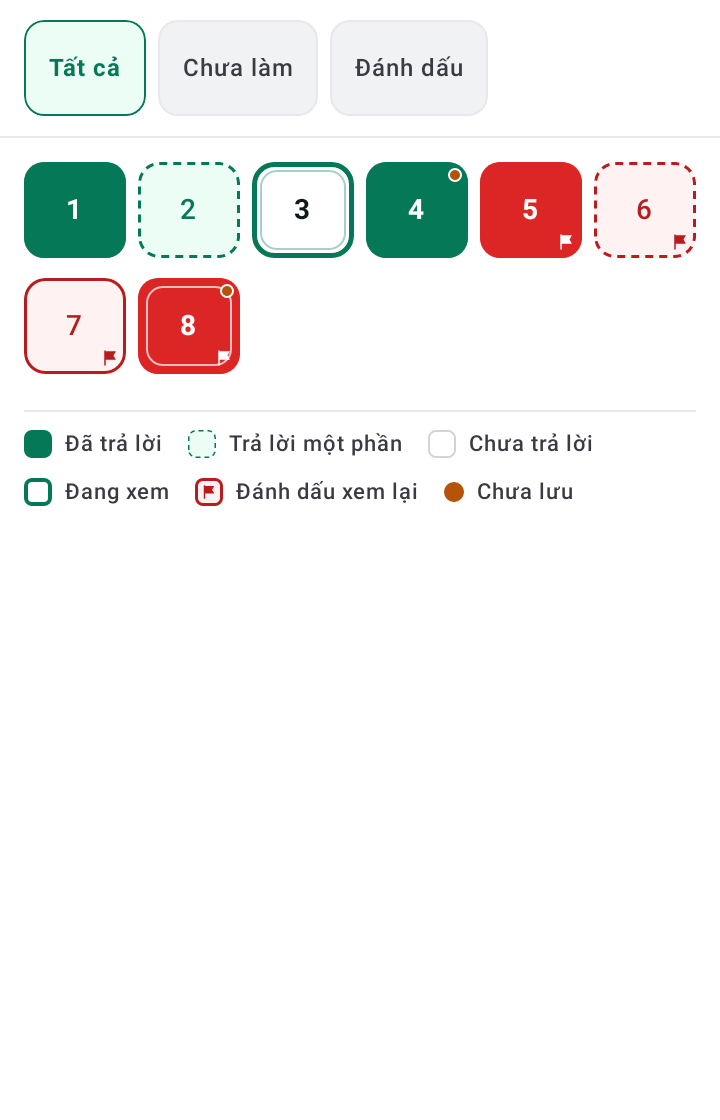 Tất cả Chưa làm Đánh dấu
1 2 3 4 5 6
7 8
Đã trả lời Trả lời một phần Chưa trả lời
Đang xem Đánh dấu xem lại Chưa lưu